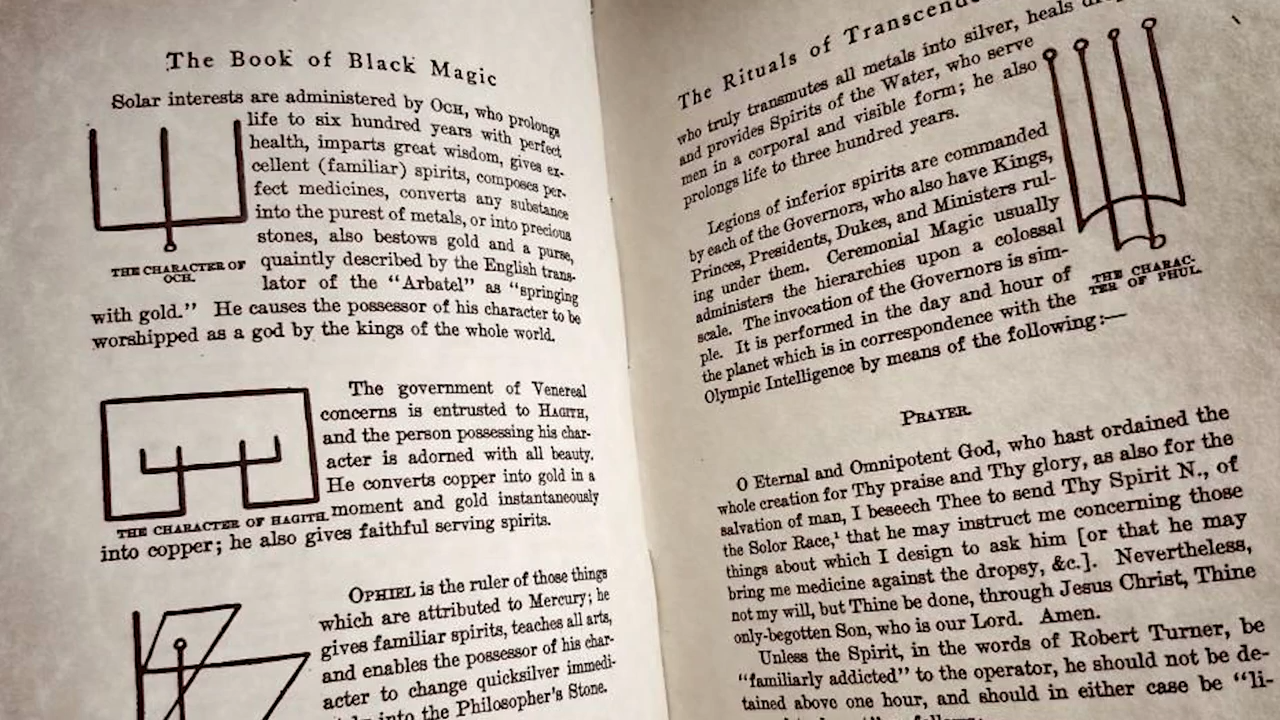 The Book of Black Magic
Solar interests are administered by OCH, who prolongs
life to six hundred years with perfect
health, imparts great wisdom, gives ex-
cellent (familiar) spirits, composes per-
fect medicines, converts any substance
into the purest of metals, or into precious
stones, also bestows gold and a purse,
quaintly described by the English trans-
lator of the “Arbatel” as “springing
with gold.” He causes the possessor of his character to be
worshipped as a god by the kings of the whole world.
THE CHARACTER OF
OCH.
The government of Venereal
concerns is entrusted to HAGITH,
and the person possessing his char-
acter is adorned with all beauty.
He converts copper into gold in a
moment and gold instantaneously
into copper; he also gives faithful serving spirits.
THE CHARACTER OF HAGITH.
OPHIEL is the ruler of those things
which are attributed to Mercury; he
gives familiar spirits, teaches all arts,
and enables the possessor of his char-
acter to change quicksilver immedi-
into the Philosopher's Stone.
The Rituals of
who truly transmutes all metals into silver, heals
and provides Spirits of the Water, who serve
men in a corporal and visible form; he also
prolongs life to three hundred years.
Legions of inferior spirits are commanded
by each of the Governors, who also have Kings,
Princes, Presidents, Dukes, and Ministers rul-
ing under them. Ceremonial Magic usually
administers the hierarchies upon a colossal
scale. The invocation of the Governors is sim-
ple. It is performed in the day and hour of
the planet which is in correspondence with the
Olympic Intelligence by means of the following:—
THE CHARAC-
TER OF PHUL.
PRAYER.
O Eternal and Omnipotent God, who hast ordained the
whole creation for Thy praise and Thy glory, as also for the
salvation of man, I beseech Thee to send Thy Spirit N., of
the Solor Race,¹ that he may instruct me concerning those
things about which I design to ask him [or that he may
bring me medicine against the dropsy, &c.]. Nevertheless,
not my will, but Thine be done, through Jesus Christ, Thine
only-begotten Son, who is our Lord. Amen.
Unless the Spirit, in the words of Robert Turner, be
“familiarly addicted” to the operator, he should not be de-
tained above one hour, and should in either case be “li-